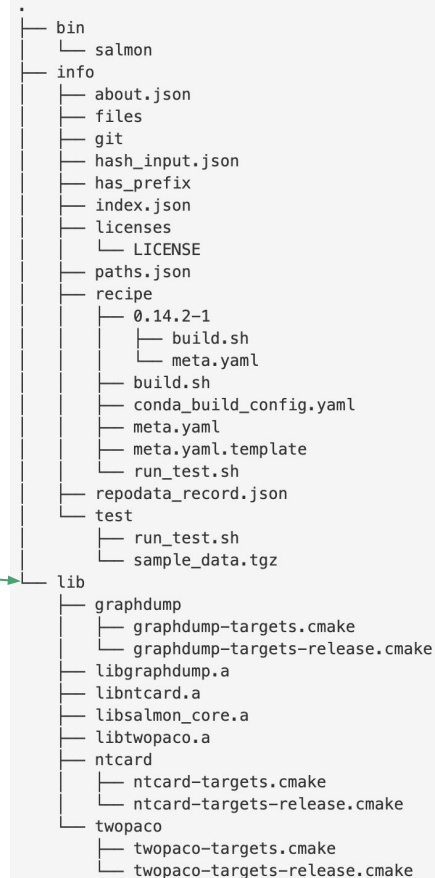 .
├── bin
│   └── salmon
├── info
│   ├── about.json
│   ├── files
│   ├── git
│   ├── hash_input.json
│   ├── has_prefix
│   ├── index.json
│   ├── licenses
│   │   └── LICENSE
│   ├── paths.json
│   ├── recipe
│   │   ├── 0.14.2-1
│   │   │   ├── build.sh
│   │   │   └── meta.yaml
│   │   ├── build.sh
│   │   ├── conda_build_config.yaml
│   │   ├── meta.yaml
│   │   ├── meta.yaml.template
│   │   └── run_test.sh
│   ├── repodata_record.json
│   └── test
│       ├── run_test.sh
│       └── sample_data.tgz
└── lib
    ├── graphdump
    │   ├── graphdump-targets.cmake
    │   └── graphdump-targets-release.cmake
    ├── libgraphdump.a
    ├── libntcard.a
    ├── libsalmon_core.a
    ├── libtwopaco.a
    ├── ntcard
    │   ├── ntcard-targets.cmake
    │   └── ntcard-targets-release.cmake
    └── twopaco
        ├── twopaco-targets.cmake
        └── twopaco-targets-release.cmake